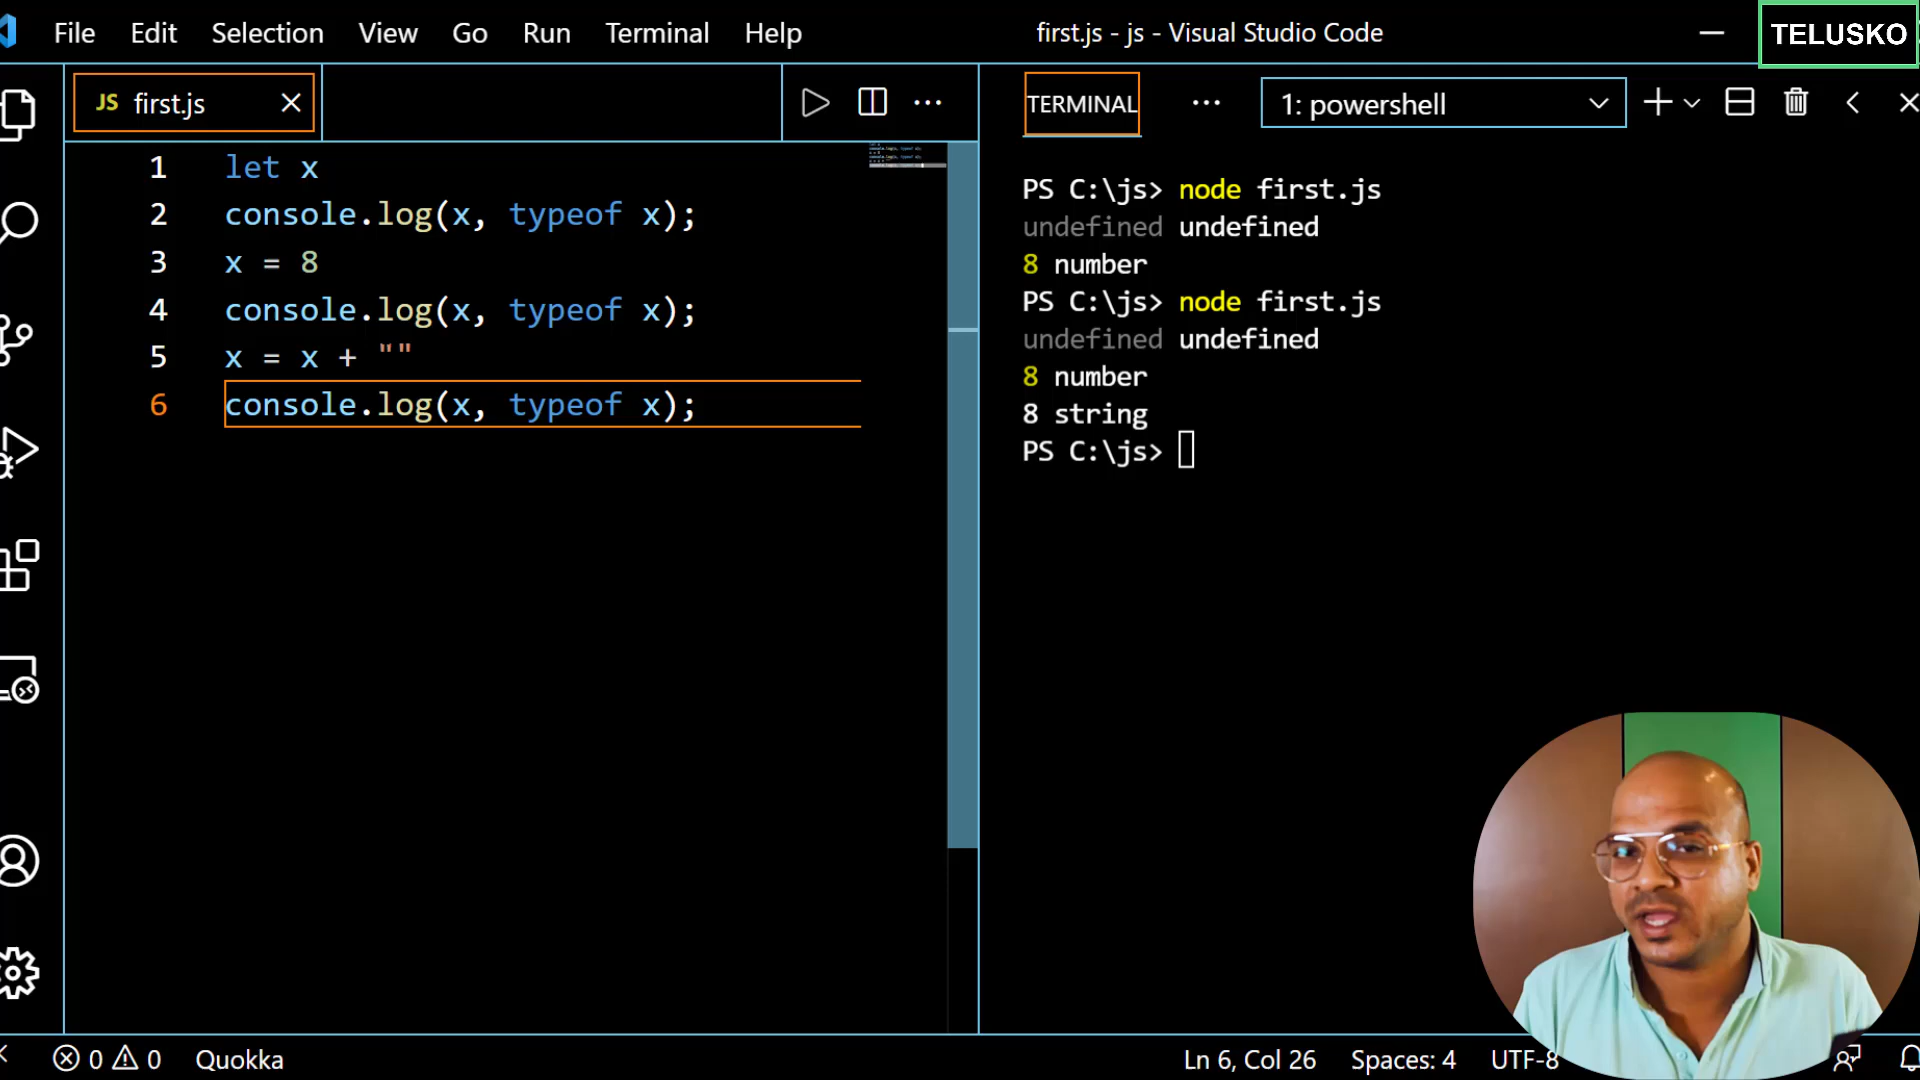 File Edit Selection View Go Run Terminal Help
first.js - js - Visual Studio Code
TELUSKO
JS first.js
TERMINAL
1: powershell
1 let x
2 console.log(x, typeof x);
3 x = 8
4 console.log(x, typeof x);
5 x = x + ""
6 console.log(x, typeof x);
PS C:\js> node first.js
undefined undefined
8 number
PS C:\js> node first.js
undefined undefined
8 number
8 string
PS C:\js>
0 0 Quokka
Ln 6, Col 26 Spaces: 4 UTF-8